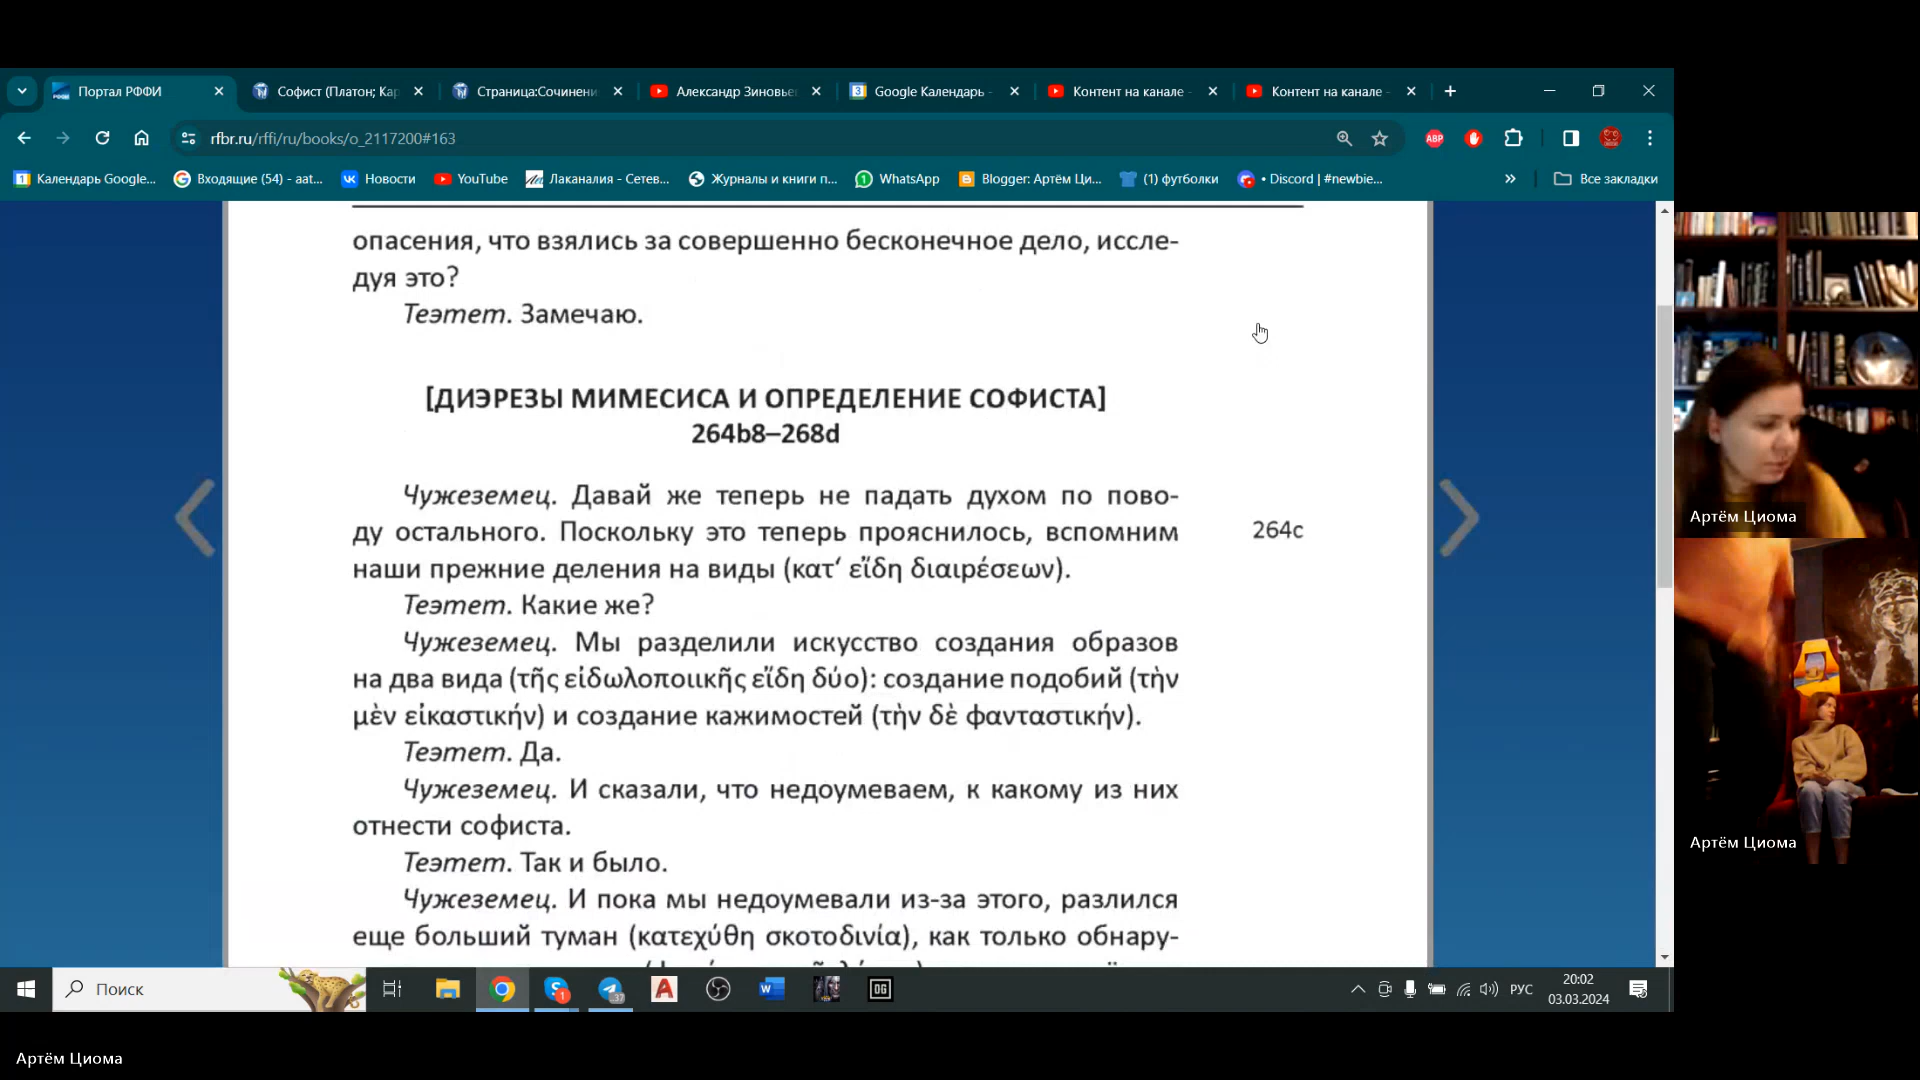 Портал РФФИ
Софист (Платон; Кар
Страница:Сочинени
Александр Зиновье
Google Календарь -
Контент на канале -
Контент на канале -
rfbr.ru/rffi/ru/books/o_2117200#163
ABP
Календарь Google...
Входящие (54) - aat...
Новости
YouTube
Лаканалия - Сетев...
Журналы и книги п...
WhatsApp
Blogger: Артём Ци...
(1) футболки
• Discord | #newbie...
»
Все закладки
опасения, что взялись за совершенно бесконечное дело, иссле-
дуя это?
Теэтет. Замечаю.
[ДИЭРЕЗЫ МИМЕСИСА И ОПРЕДЕЛЕНИЕ СОФИСТА]
264b8–268d
Чужеземец. Давай же теперь не падать духом по пово-
ду остального. Поскольку это теперь прояснилось, вспомним
264c
наши прежние деления на виды (κατ‘ εἴδη διαιρέσεων).
Теэтет. Какие же?
Чужеземец. Мы разделили искусство создания образов
на два вида (τῆς εἰδωλοποιικῆς εἴδη δύο): создание подобий (τὴν
μὲν εἰκαστικήν) и создание кажимостей (τὴν δὲ φανταστικήν).
Теэтет. Да.
Чужеземец. И сказали, что недоумеваем, к какому из них
отнести софиста.
Теэтет. Так и было.
Чужеземец. И пока мы недоумевали из-за этого, разлился
еще больший туман (κατεχύθη σκοτοδινία), как только обнару-
Артём Циома
Артём Циома
Поиск
РУС
20:02
03.03.2024
Артём Циома